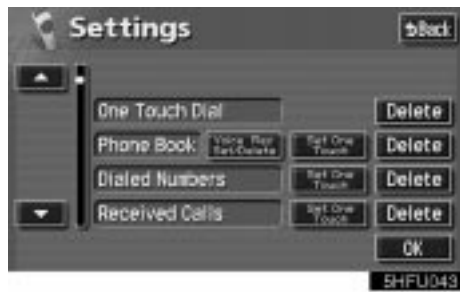 Settings
Back
One Touch Dial
Delete
Phone Book
Voice Rec
Set/Delete
Set One
Touch
Delete
Dialed Numbers
Set One
Touch
Delete
Received Calls
Set One
Touch
Delete
OK
5HFU043